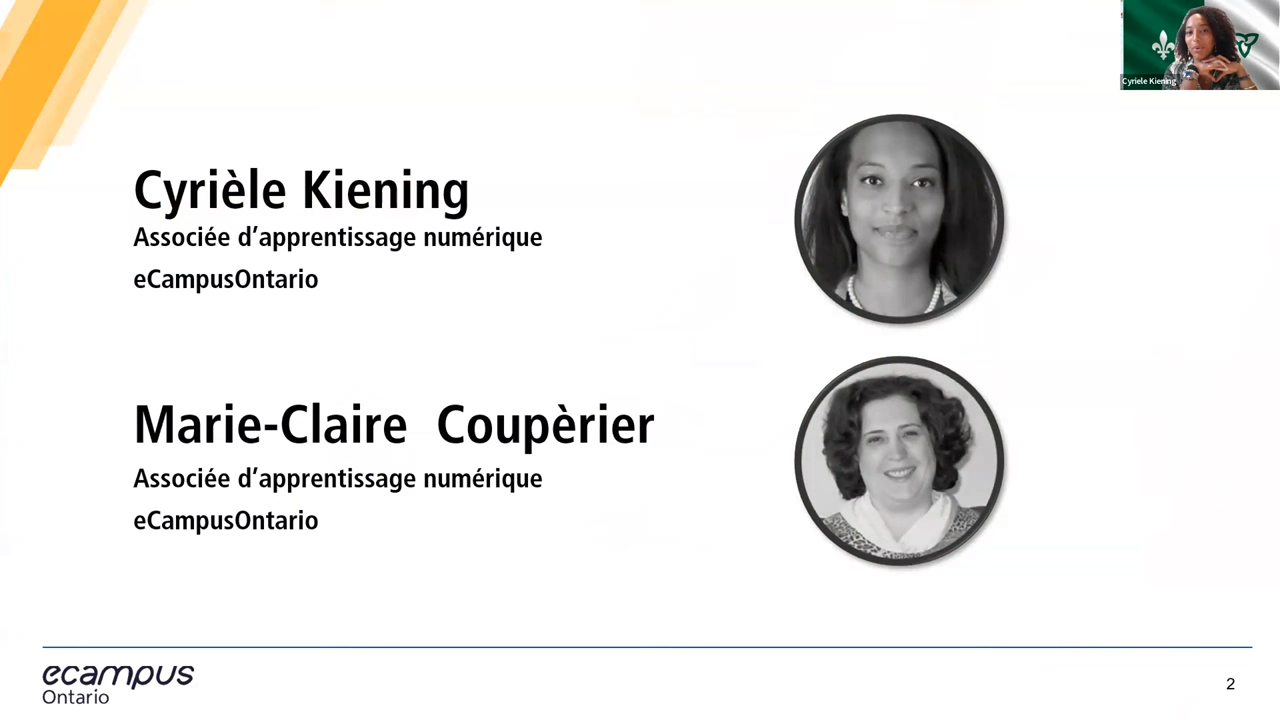 Cyriele Kiening
Cyrièle Kiening
Associée d’apprentissage numérique
eCampusOntario
Marie-Claire Coupèrier
Associée d’apprentissage numérique
eCampusOntario
ecampus
Ontario
2